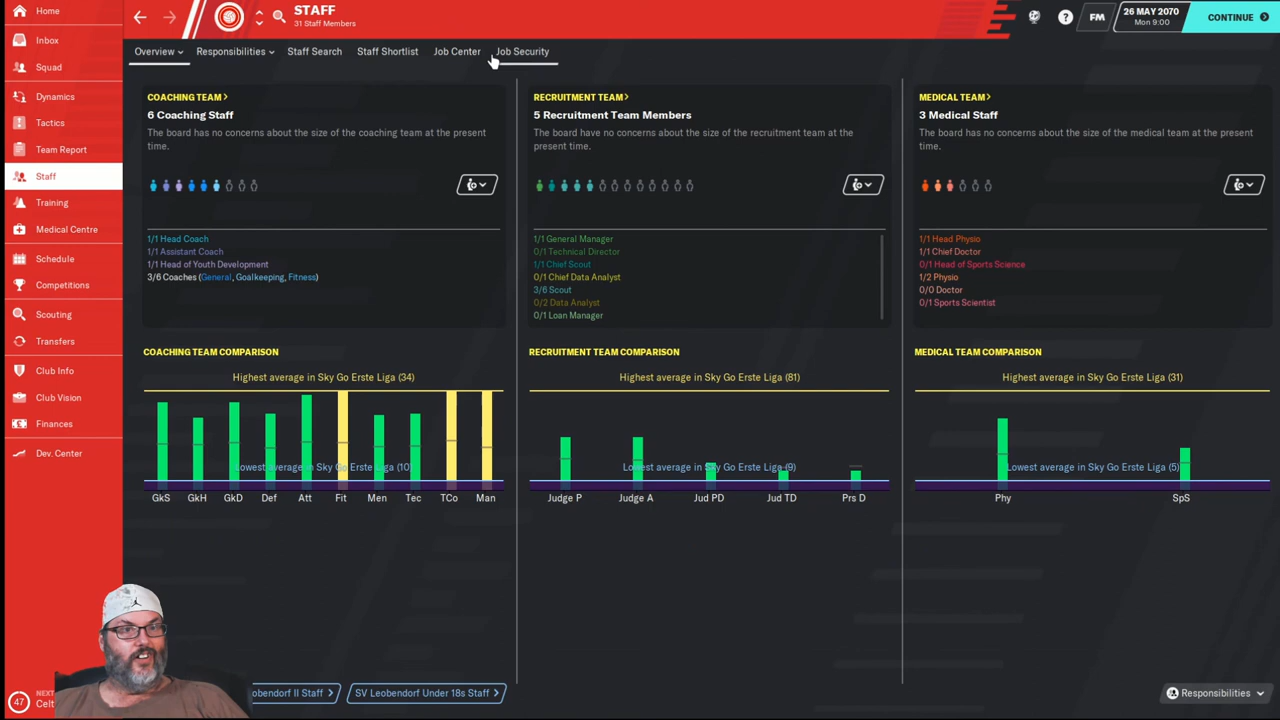 Home
Inbox
Squad
Dynamics
Tactics
Team Report
Staff
Training
Medical Centre
Schedule
Competitions
Scouting
Transfers
Club Info
Club Vision
Finances
Dev. Center
47
NEXT
Celt
STAFF
31 Staff Members
?
FM
26 MAY 2070
Mon 9:00
CONTINUE
Overview
Responsibilities
Staff Search
Staff Shortlist
Job Center
Job Security
COACHING TEAM
6 Coaching Staff
The board has no concerns about the size of the coaching team at the present
time.
1/1 Head Coach
1/1 Assistant Coach
1/1 Head of Youth Development
3/6 Coaches (General, Goalkeeping, Fitness)
RECRUITMENT TEAM
5 Recruitment Team Members
The board have no concerns about the size of the recruitment team at the
present time.
1/1 General Manager
0/1 Technical Director
1/1 Chief Scout
0/1 Chief Data Analyst
3/6 Scout
0/2 Data Analyst
0/1 Loan Manager
MEDICAL TEAM
3 Medical Staff
The board has no concerns about the size of the medical team at the present
time.
1/1 Head Physio
1/1 Chief Doctor
0/1 Head of Sports Science
1/2 Physio
0/0 Doctor
0/1 Sports Scientist
COACHING TEAM COMPARISON
Highest average in Sky Go Erste Liga (34)
Lowest average in Sky Go Erste Liga (10)
GkS GkH GkD Def Att Fit Men Tec TCo Man
RECRUITMENT TEAM COMPARISON
Highest average in Sky Go Erste Liga (81)
Lowest average in Sky Go Erste Liga (9)
Judge P Judge A Jud PD Jud TD Prs D
MEDICAL TEAM COMPARISON
Highest average in Sky Go Erste Liga (31)
Lowest average in Sky Go Erste Liga (5)
Phy SpS
obendorf II Staff
SV Leobendorf Under 18s Staff
Responsibilities